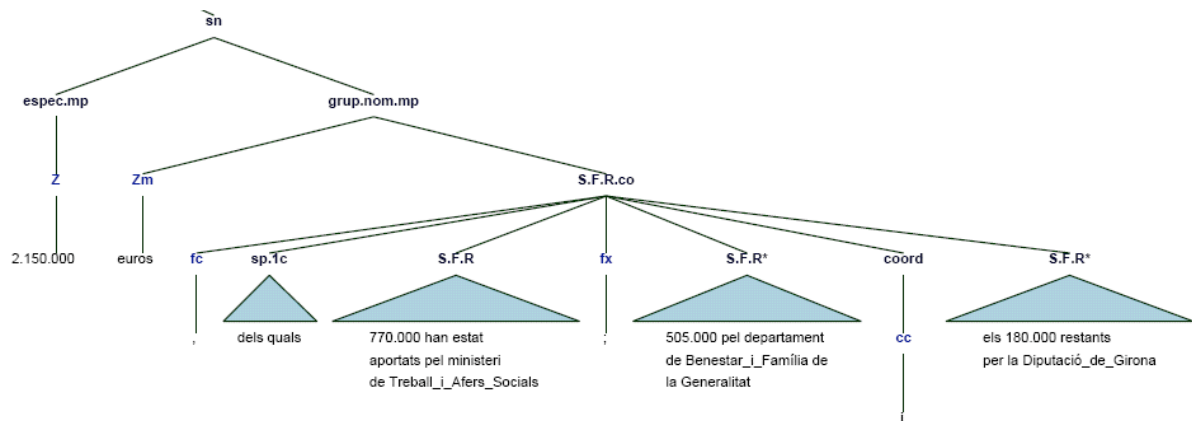 sn
espec.mp grup.nom.mp
Z Zm S.F.R.co
2.150.000 euros fc sp.1c S.F.R fx S.F.R* coord S.F.R*
, dels quals 770.000 han estat ; 505.000 pel departament cc els 180.000 restants
aportats pel ministeri de Benestar_i_Família de per la Diputació_de_Girona
de Treball_i_Afers_Socials la Generalitat
i